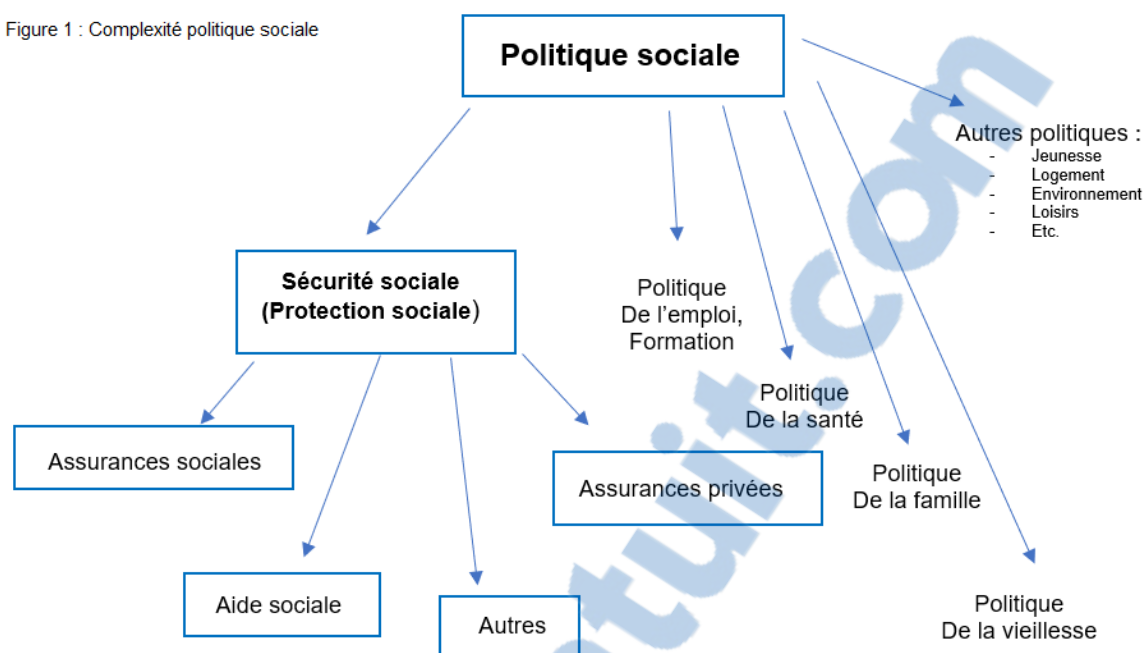 Figure 1 : Complexité politique sociale
Politique sociale
Autres politiques :
- Jeunesse
- Logement
- Environnement
- Loisirs
- Etc.
Sécurité sociale
(Protection sociale)
Politique
De l'emploi,
Formation
Politique
De la santé
Assurances sociales
Assurances privées
Politique
De la famille
Aide sociale
Autres
Politique
De la vieillesse
tuit.com